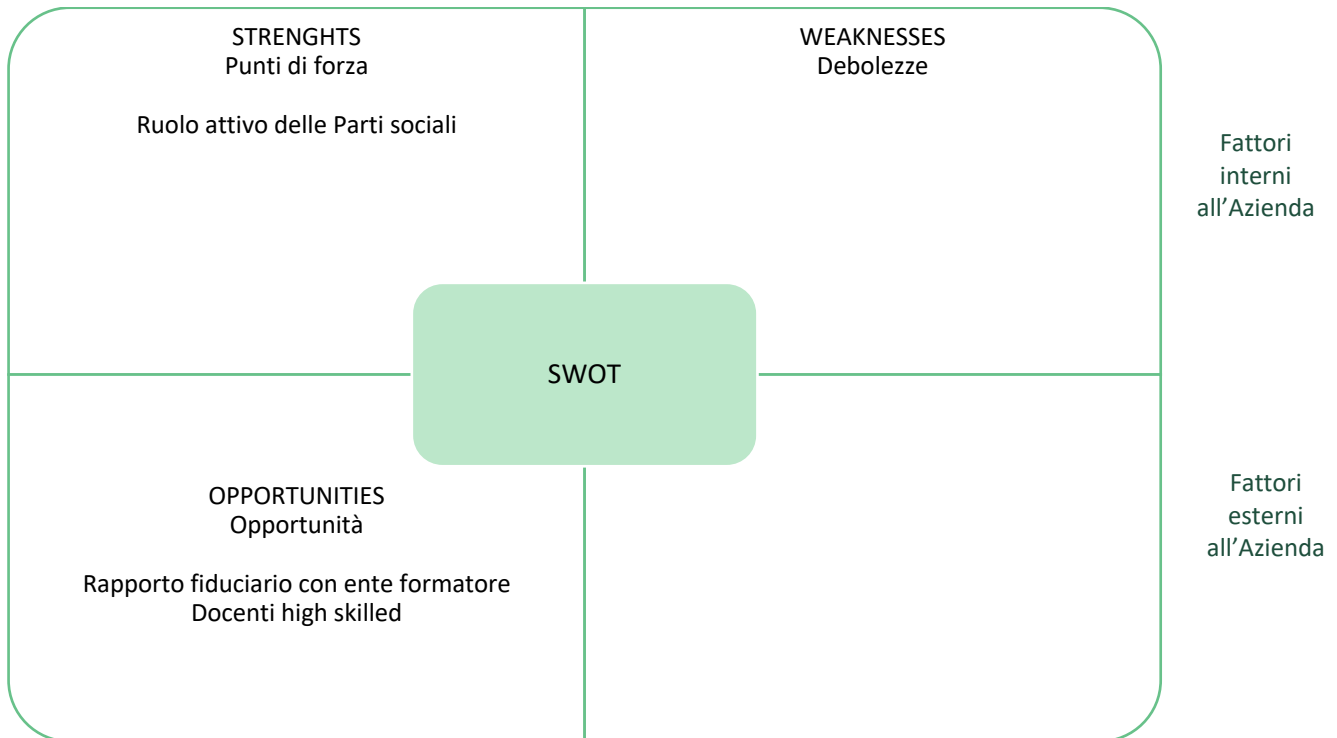 STRENGHTS
Punti di forza
Ruolo attivo delle Parti sociali
WEAKNESSES
Debolezze
Fattori
interni
all’Azienda
SWOT
OPPORTUNITIES
Opportunità
Rapporto fiduciario con ente formatore
Docenti high skilled
Fattori
esterni
all’Azienda